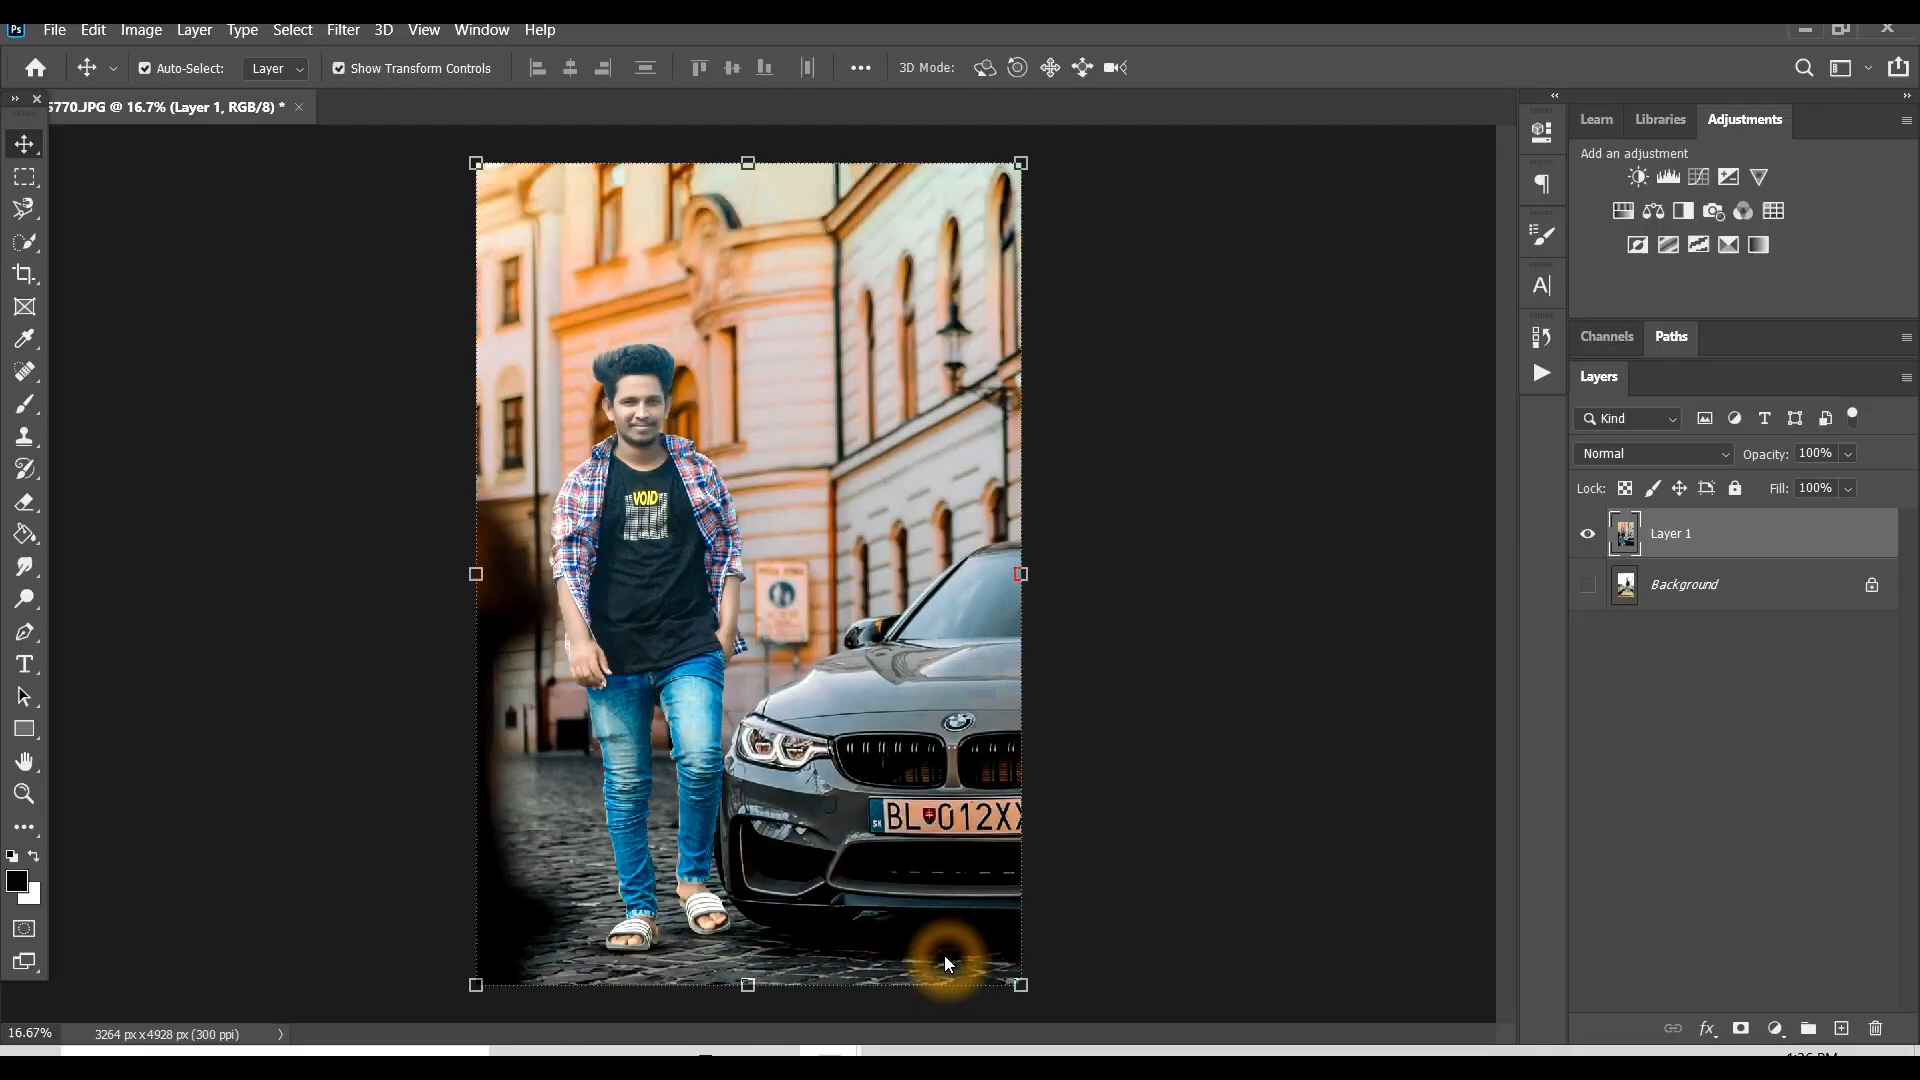 Ps File Edit Image Layer Type Select Filter 3D View Window Help
Auto-Select: Layer Show Transform Controls 3D Mode:
5770.JPG @ 16.7% (Layer 1, RGB/8) *
Learn Libraries Adjustments
Add an adjustment
Channels Paths
Layers
Kind
Normal Opacity: 100%
Lock: Fill: 100%
Layer 1
Background
VOID
SK BL 012XX
16.67% 3264 px x 4928 px (300 ppi)